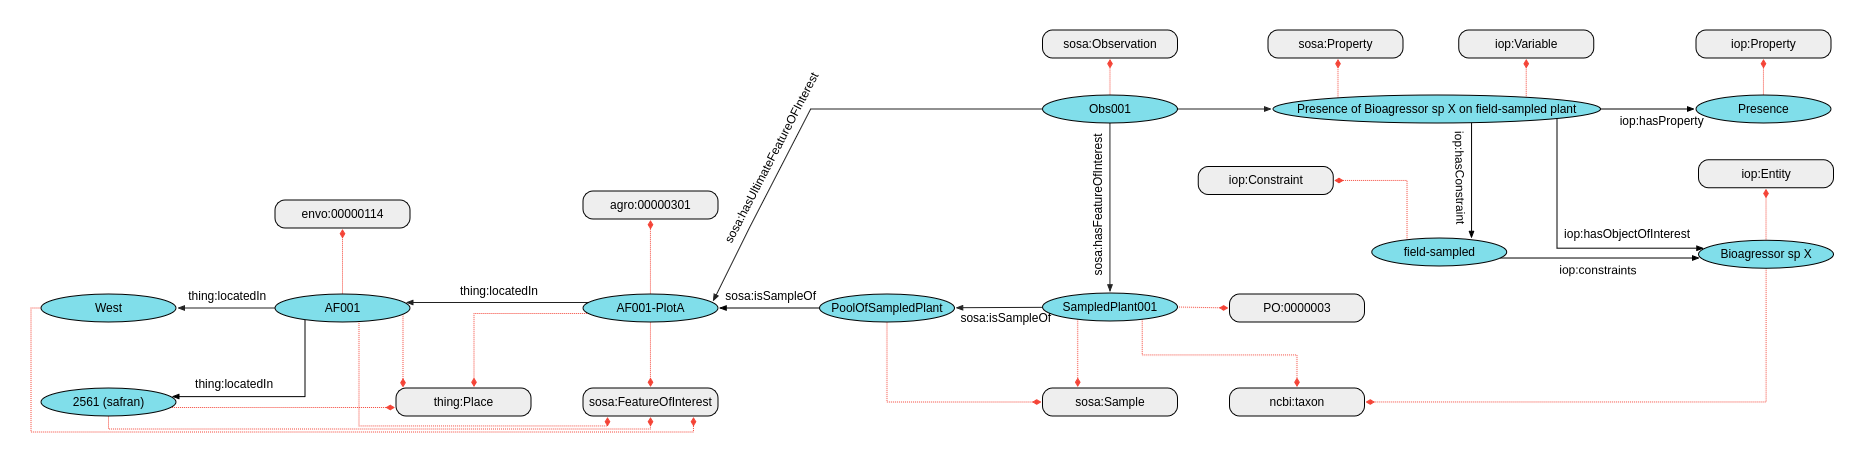 sosa:Observation
sosa:Property
iop:Variable
iop:Property
Obs001
Presence of Bioagressor sp X on field-sampled plant
Presence
iop:hasProperty
sosa:hasUltimateFeatureOFInterest
sosa:hasFeatureOfInterest
iop:hasConstraint
iop:Constraint
iop:Entity
envo:00000114
agro:00000301
iop:hasObjectOfInterest
field-sampled
Bioagressor sp X
iop:constraints
thing:locatedIn
thing:locatedIn
sosa:isSampleOf
West
AF001
AF001-PlotA
PoolOfSampledPlant
SampledPlant001
PO:0000003
sosa:isSampleOf
thing:locatedIn
2561 (safran)
thing:Place
sosa:FeatureOfInterest
sosa:Sample
ncbi:taxon